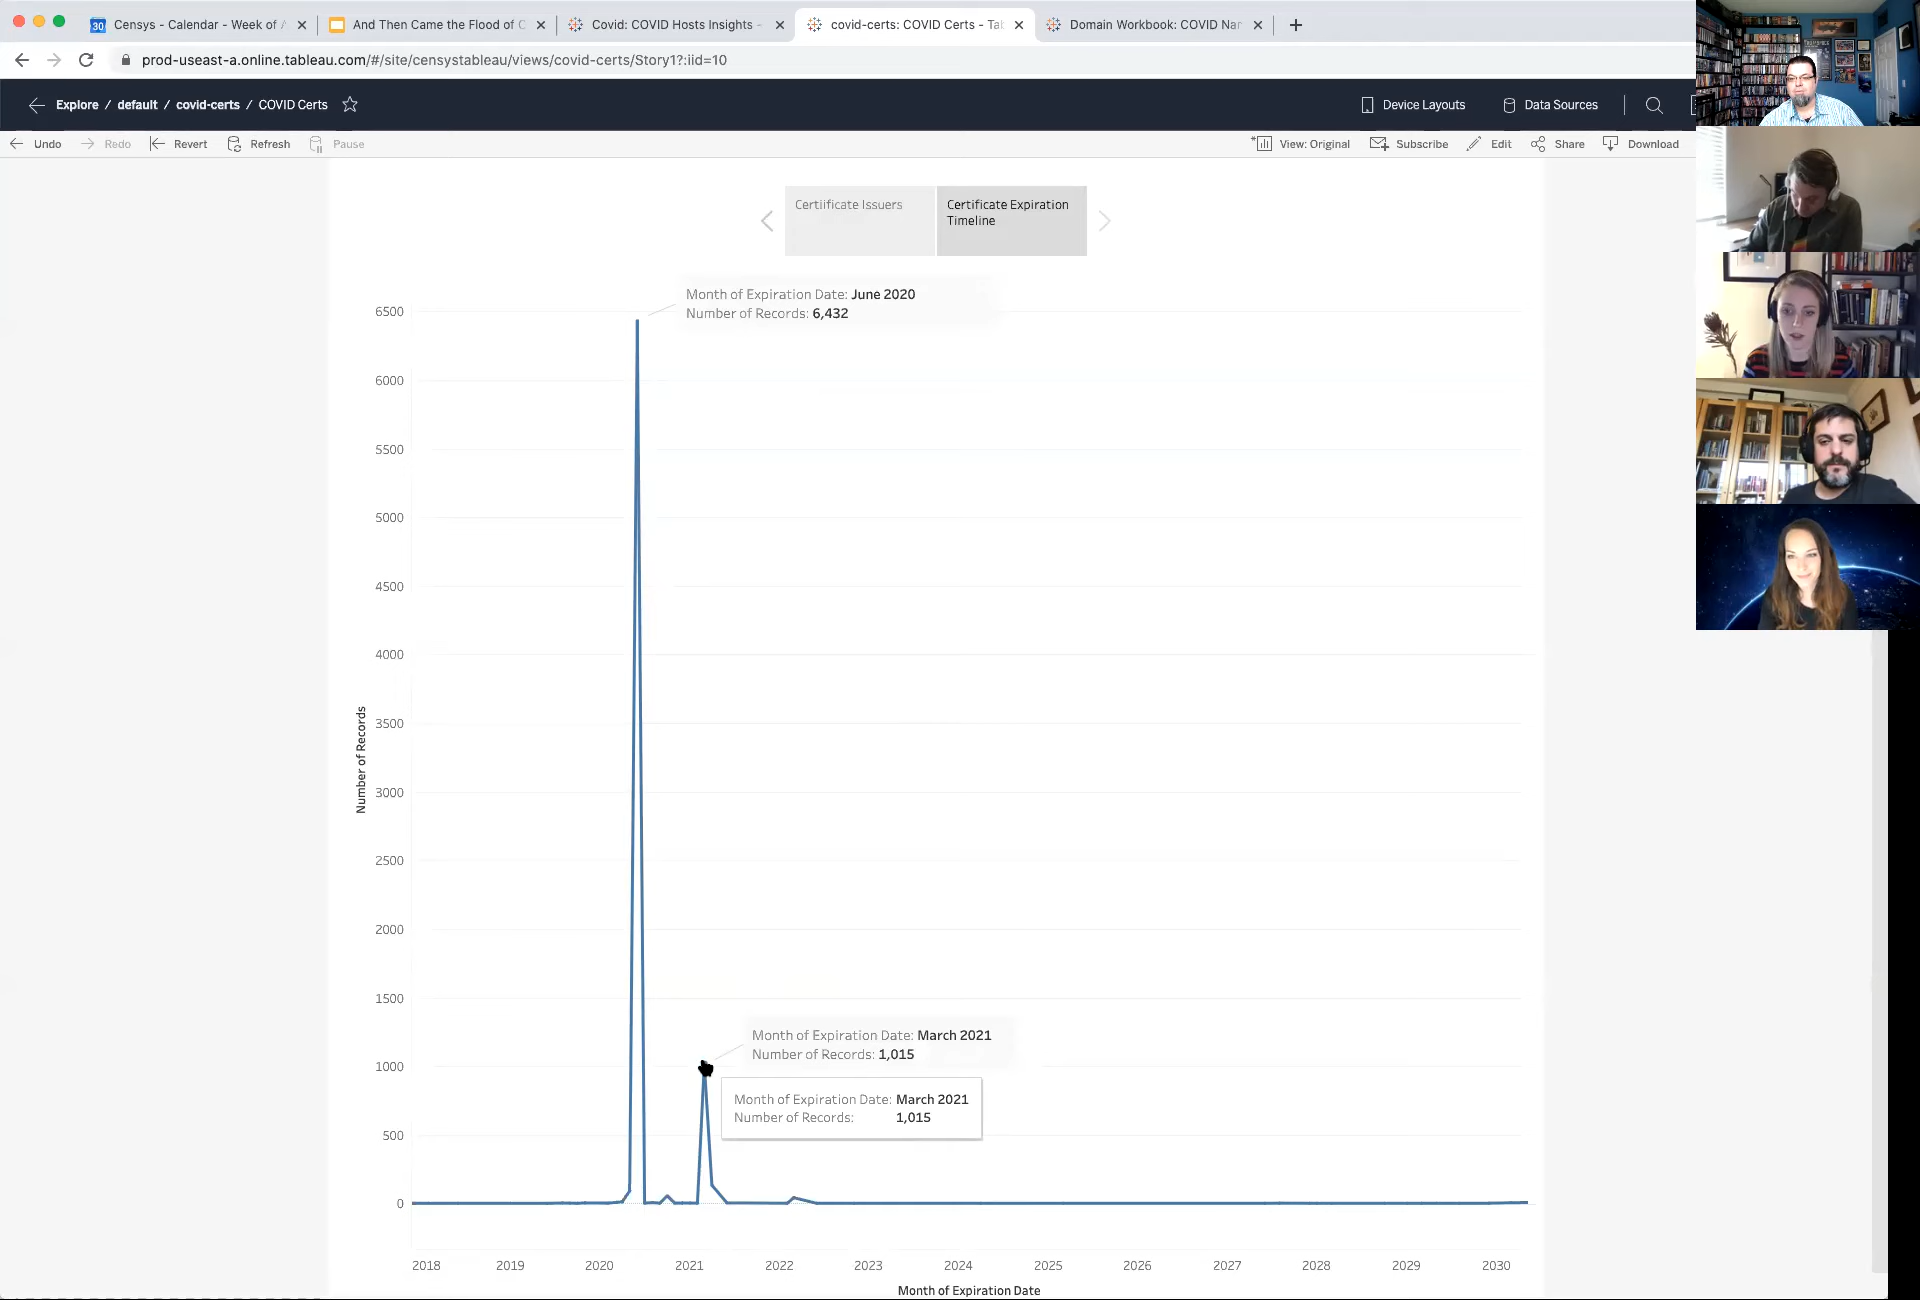 30 Censys - Calendar - Week of
And Then Came the Flood of C
Covid: COVID Hosts Insights -
covid-certs: COVID Certs - Tab
Domain Workbook: COVID Nar
prod-useast-a.online.tableau.com/#/site/censystableau/views/covid-certs/Story1?:iid=10
Explore / default / covid-certs / COVID Certs
Device Layouts
Data Sources
Undo
Redo
Revert
Refresh
Pause
View: Original
Subscribe
Edit
Share
Download
Certiificate Issuers
Certificate Expiration
Timeline
Month of Expiration Date: June 2020
Number of Records: 6,432
6500
6000
5500
5000
4500
4000
3500
3000
2500
2000
1500
1000
500
0
Number of Records
Month of Expiration Date: March 2021
Number of Records: 1,015
Month of Expiration Date: March 2021
Number of Records: 1,015
2018
2019
2020
2021
2022
2023
2024
2025
2026
2027
2028
2029
2030
Month of Expiration Date